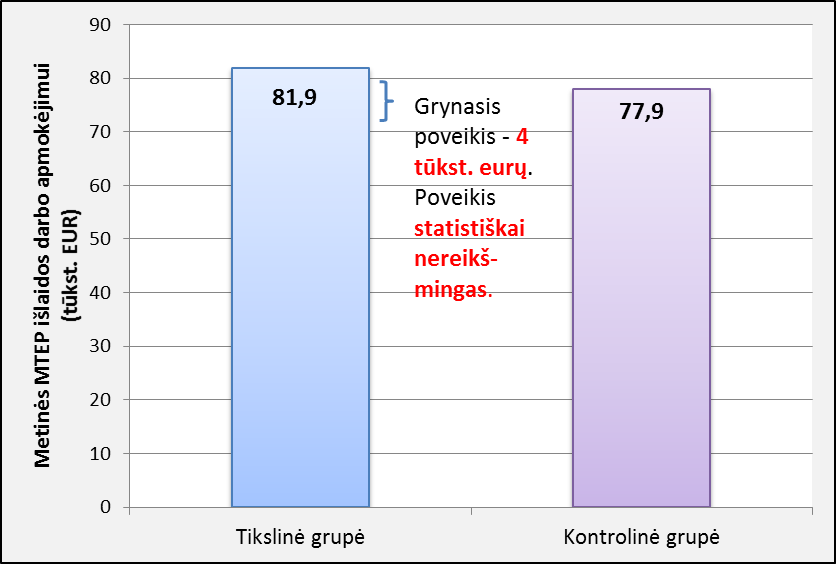 Metinės MTEP išlaidos darbo apmokėjimui
(tūkst. EUR)
90
80
70
60
50
40
30
20
10
0
81,9
Grynasis
poveikis - 4
tūkst. eurų.
Poveikis
statistiškai
nereikš-
mingas.
77,9
Tikslinė grupė
Kontrolinė grupė